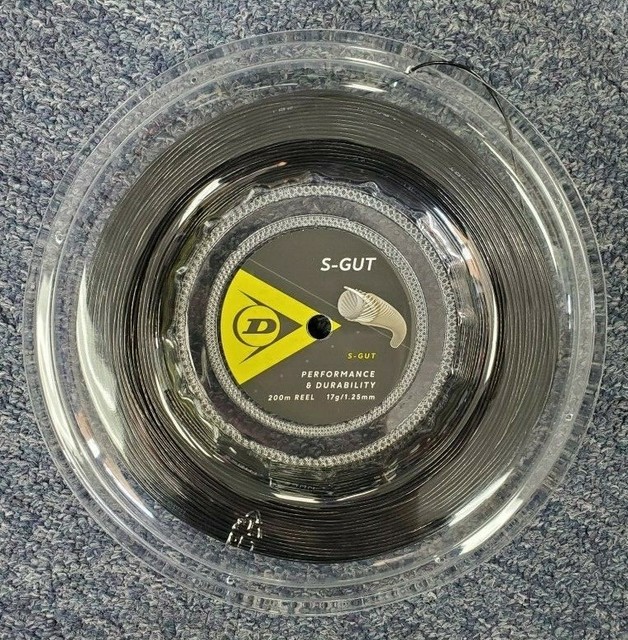 S-GUT
D
S-GUT
PERFORMANCE
& DURABILITY
200m REEL 17g/1.25mm